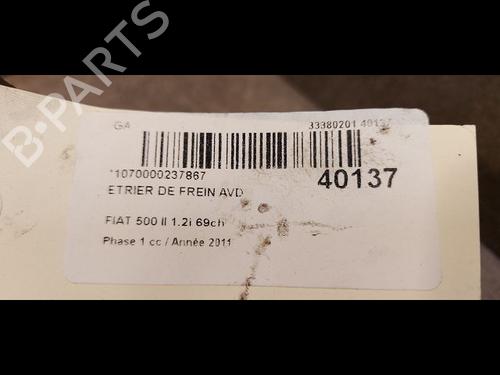 GA 33380201 40137
*1070000237867
40137
ETRIER DE FREIN AVD
FIAT 500 II 1.2i 69ch
Phase 1 cc / Année 2011
B-PARTS